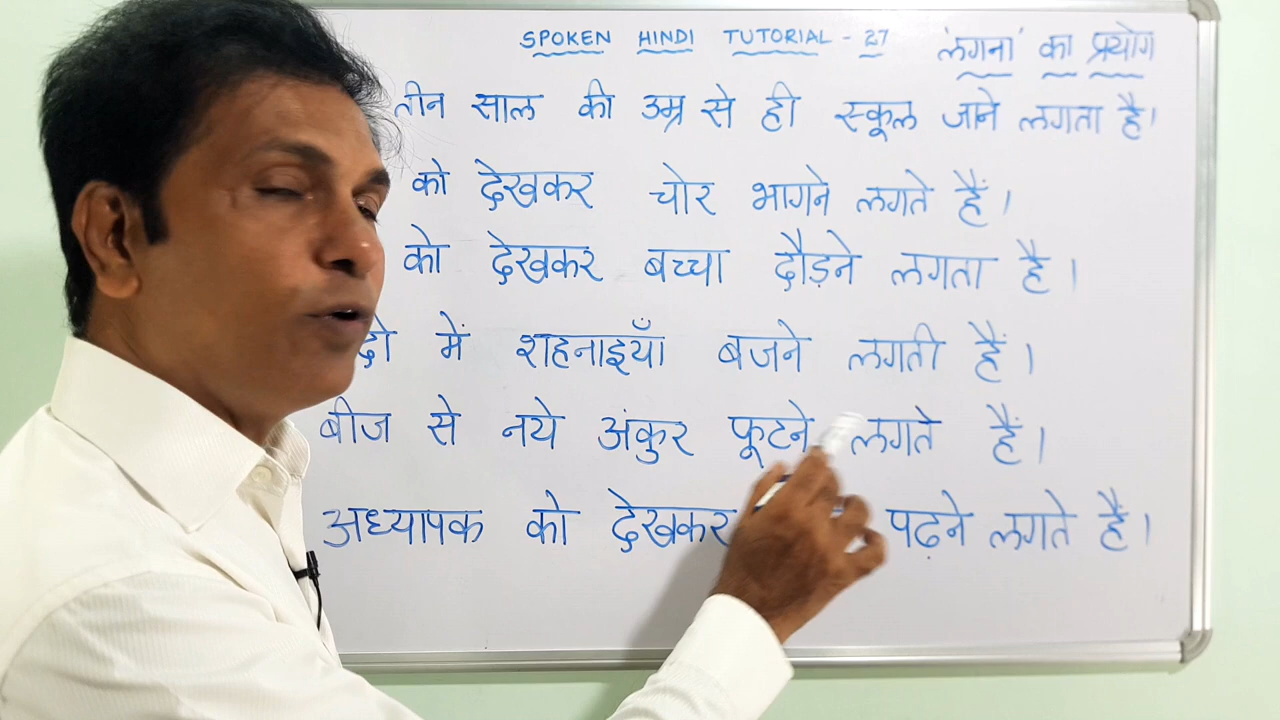 SPOKEN HINDI TUTORIAL - 27 'लगना' का प्रयोग
तीन साल की उम्र से ही स्कूल जाने लगता है।
को देखकर चोर भागने लगते हैं।
को देखकर बच्चा दौड़ने लगता है।
में शहनाइयाँ बजने लगती हैं।
बीज से नये अंकुर फूटने लगते हैं।
अध्यापक को देखकर पढ़ने लगते हैं।